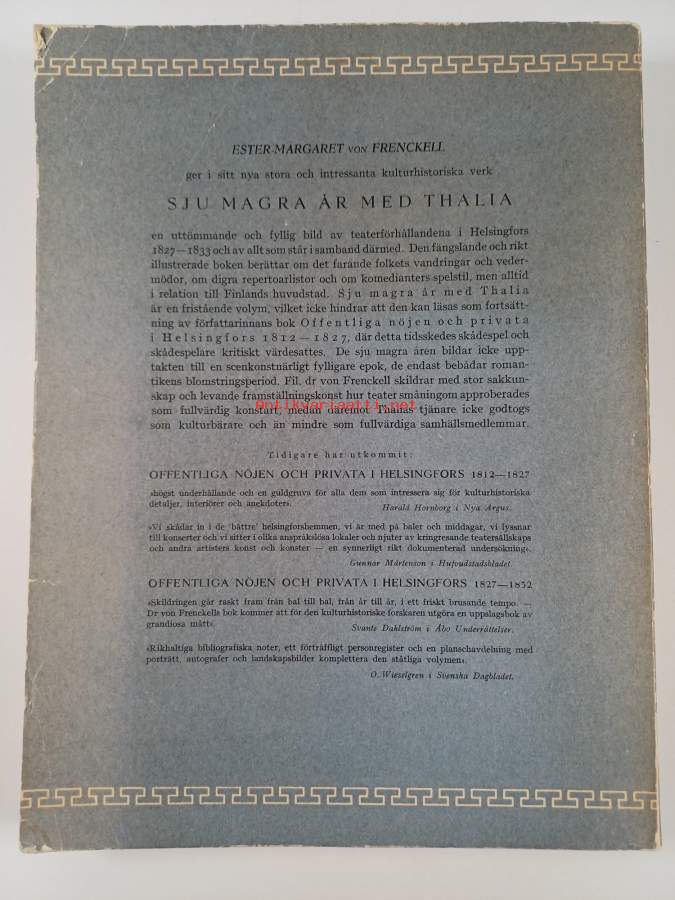 ESTER-MARGARET VON FRENCKELL
ger i sitt nya stora och intressanta kulturhistoriska verk
SJU MAGRA ÅR MED THALIA
en uttömmande och fyllig bild av teaterförhållandena i Helsingfors
1827—1833 och av allt som står i samband därmed. Den fängslande och rikt
illustrerade boken berättar om det farande folkets vandringar och veder-
mödor, om digra repertoarlistor och om komedianters spelstil, men alltid
i relation till Finlands huvudstad. Sju magra år med Thalia
är en fristående volym, vilket icke hindrar att den kan läsas som fortsätt-
ning av författarinnans bok Offentliga nöjen och privata
i Helsingfors 1812—1827, där detta tidsskedes skådespel och
skådespelare kritiskt värdesattes. De sju magra åren bildar icke upp-
takten till en scenkonstnärligt fylligare epok, de endast bebådar roman-
tikens blomstringsperiod. Fil. dr von Frenckell skildrar med stor sakkun-
skap och levande framställningskonst hur teater småningom approberades
som fullvärdig konstart, medan däremot Thalias tjänare icke godtogs
som kulturbärare och än mindre som fullvärdiga samhällsmedlemmar.
Antikvariaatti.net
Tidigare har utkommit:
OFFENTLIGA NÖJEN OCH PRIVATA I HELSINGFORS 1812—1827
»högst underhållande och en guldgruva för alla dem som intressera sig för kulturhistoriska
detaljer, interiörer och anekdoter».
Harald Hornborg i Nya Argus.
»Vi skådar in i de 'bättre' helsingforshemmen, vi är med på baler och middagar, vi lyssnar
till konserter och vi sitter i olika anspråkslösa lokaler och njuter av kringresande teatersällskaps
och andra artisters konst och konster — en synnerligt rikt dokumenterad undersökning».
Gunnar Mårtenson i Hufvudstadsbladet.
OFFENTLIGA NÖJEN OCH PRIVATA I HELSINGFORS 1827—1832
»Skildringen går raskt fram från bal till bal, från år till år, i ett friskt brusande tempo. —
Dr von Frenckells bok kommer att för den kulturhistoriske forskaren utgöra en uppslagsbok av
grandiosa mått».
Svante Dahlström i Åbo Underrättelser.
»Rikhaltiga bibliografiska noter, ett förträffligt personregister och en planschavdelning med
porträtt, autografer och landskapsbilder komplettera den ståtliga volymen».
O. Wieselgren i Svenska Dagbladet.